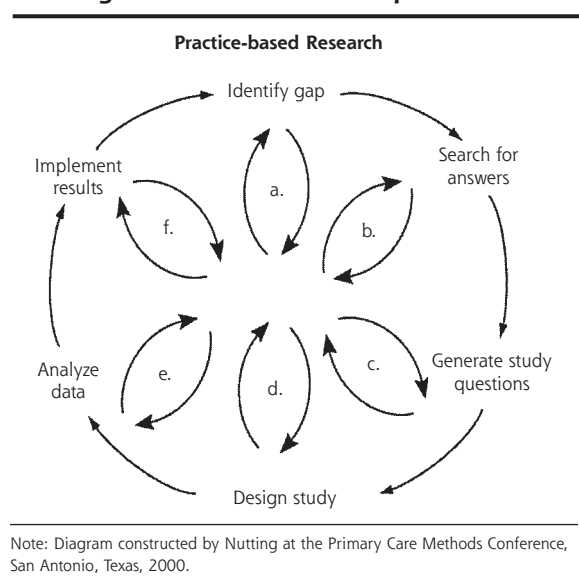 Practice-based Research
Identify gap
Search for
answers
Generate study
questions
Design study
Analyze
data
Implement
results
a.
b.
c.
d.
e.
f.
Note: Diagram constructed by Nutting at the Primary Care Methods Conference,
San Antonio, Texas, 2000.